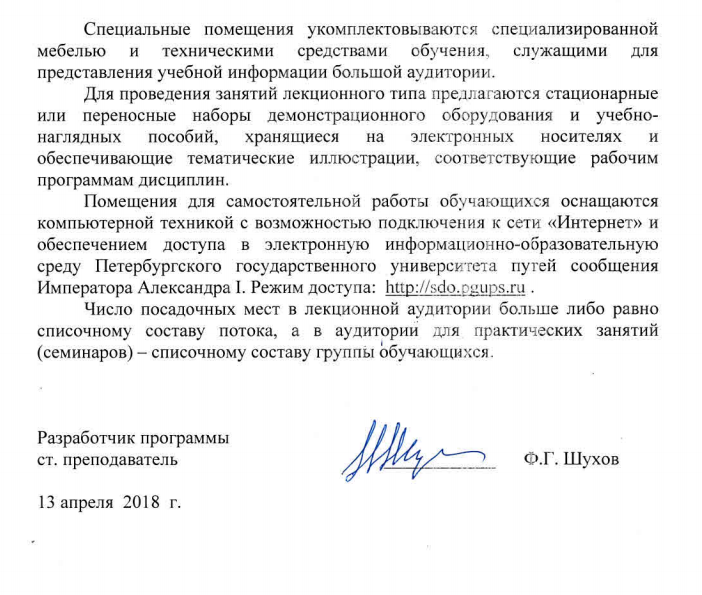 Специальные помещения укомплектовываются специализированной
мебелью и техническими средствами обучения, служащими для
представления учебной информации большой аудитории.
Для проведения занятий лекционного типа предлагаются стационарные
или переносные наборы демонстрационного оборудования и учебно-
наглядных пособий, хранящиеся на электронных носителях и
обеспечивающие тематические иллюстрации, соответствующие рабочим
программам дисциплин.
Помещения для самостоятельной работы обучающихся оснащаются
компьютерной техникой с возможностью подключения к сети «Интернет» и
обеспечением доступа в электронную информационно-образовательную
среду Петербургского государственного университета путей сообщения
Императора Александра I. Режим доступа: http://sdo.pgups.ru .
Число посадочных мест в лекционной аудитории больше либо равно
списочному составу потока, а в аудитории для практических занятий
(семинаров) – списочному составу группы обучающихся.
Разработчик программы
ст. преподаватель Ф.Г. Шухов
13 апреля 2018 г.